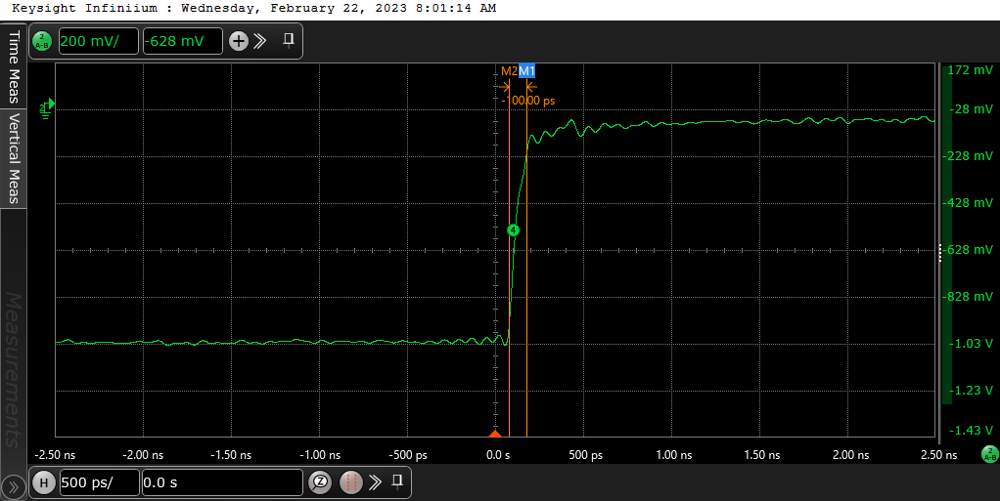 Keysight Infiniium : Wednesday, February 22, 2023 8:01:14 AM
Time Meas
Vertical Meas
Measurements
2
A-B
200 mV/
-628 mV
M2 M1
-100.00 ps
2
4
172 mV
-28 mV
-228 mV
-428 mV
-628 mV
-828 mV
-1.03 V
-1.23 V
-1.43 V
-2.50 ns -2.00 ns -1.50 ns -1.00 ns -500 ps 0.0 s 500 ps 1.00 ns 1.50 ns 2.00 ns 2.50 ns
2
A-B
H 500 ps/ 0.0 s Z